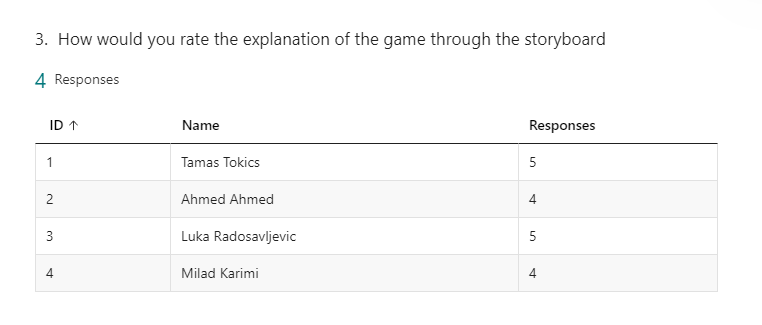 3. How would you rate the explanation of the game through the storyboard
4 Responses
ID ↑ Name Responses
1 Tamas Tokics 5
2 Ahmed Ahmed 4
3 Luka Radosavljevic 5
4 Milad Karimi 4